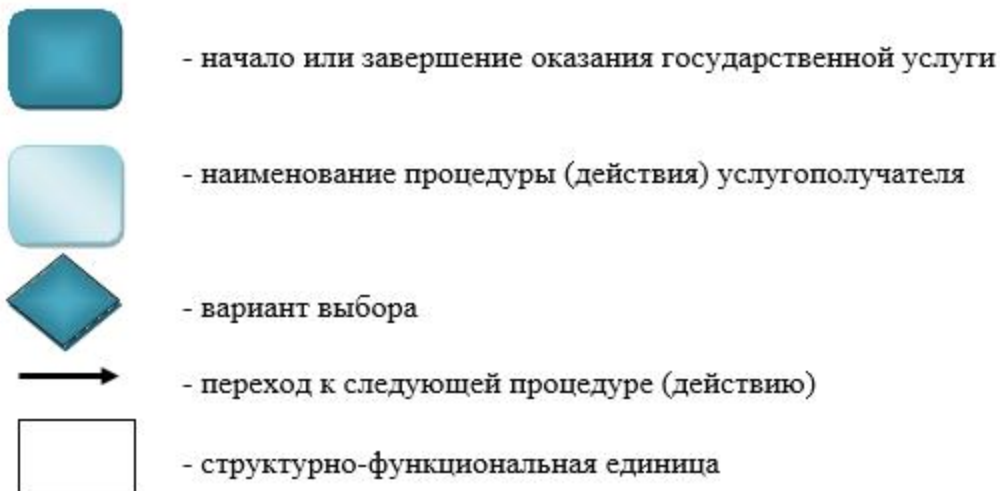 - начало или завершение оказания государственной услуги
- наименование процедуры (действия) услугополучателя
- вариант выбора
- переход к следующей процедуре (действию)
- структурно-функциональная единица